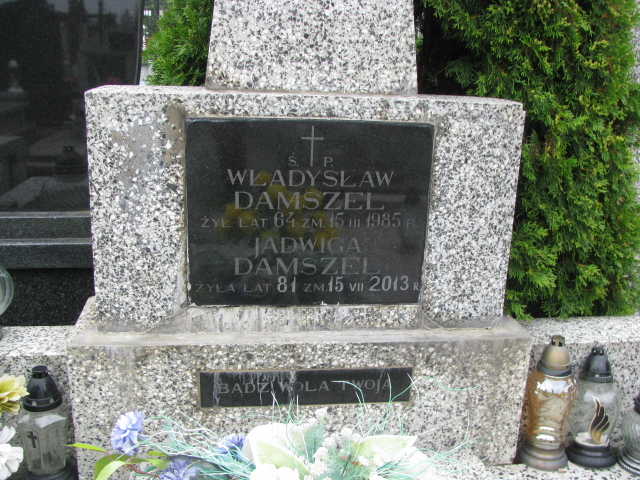 Ś. P.
WŁADYSŁAW
DAMSZEL
ŻYŁ LAT 64 ZM. 15 III 1985 R.
JADWIGA
DAMSZEL
ŻYŁA LAT 81 ZM. 15 VII 2013 R.
BĄDŹ WOLA TWOJA